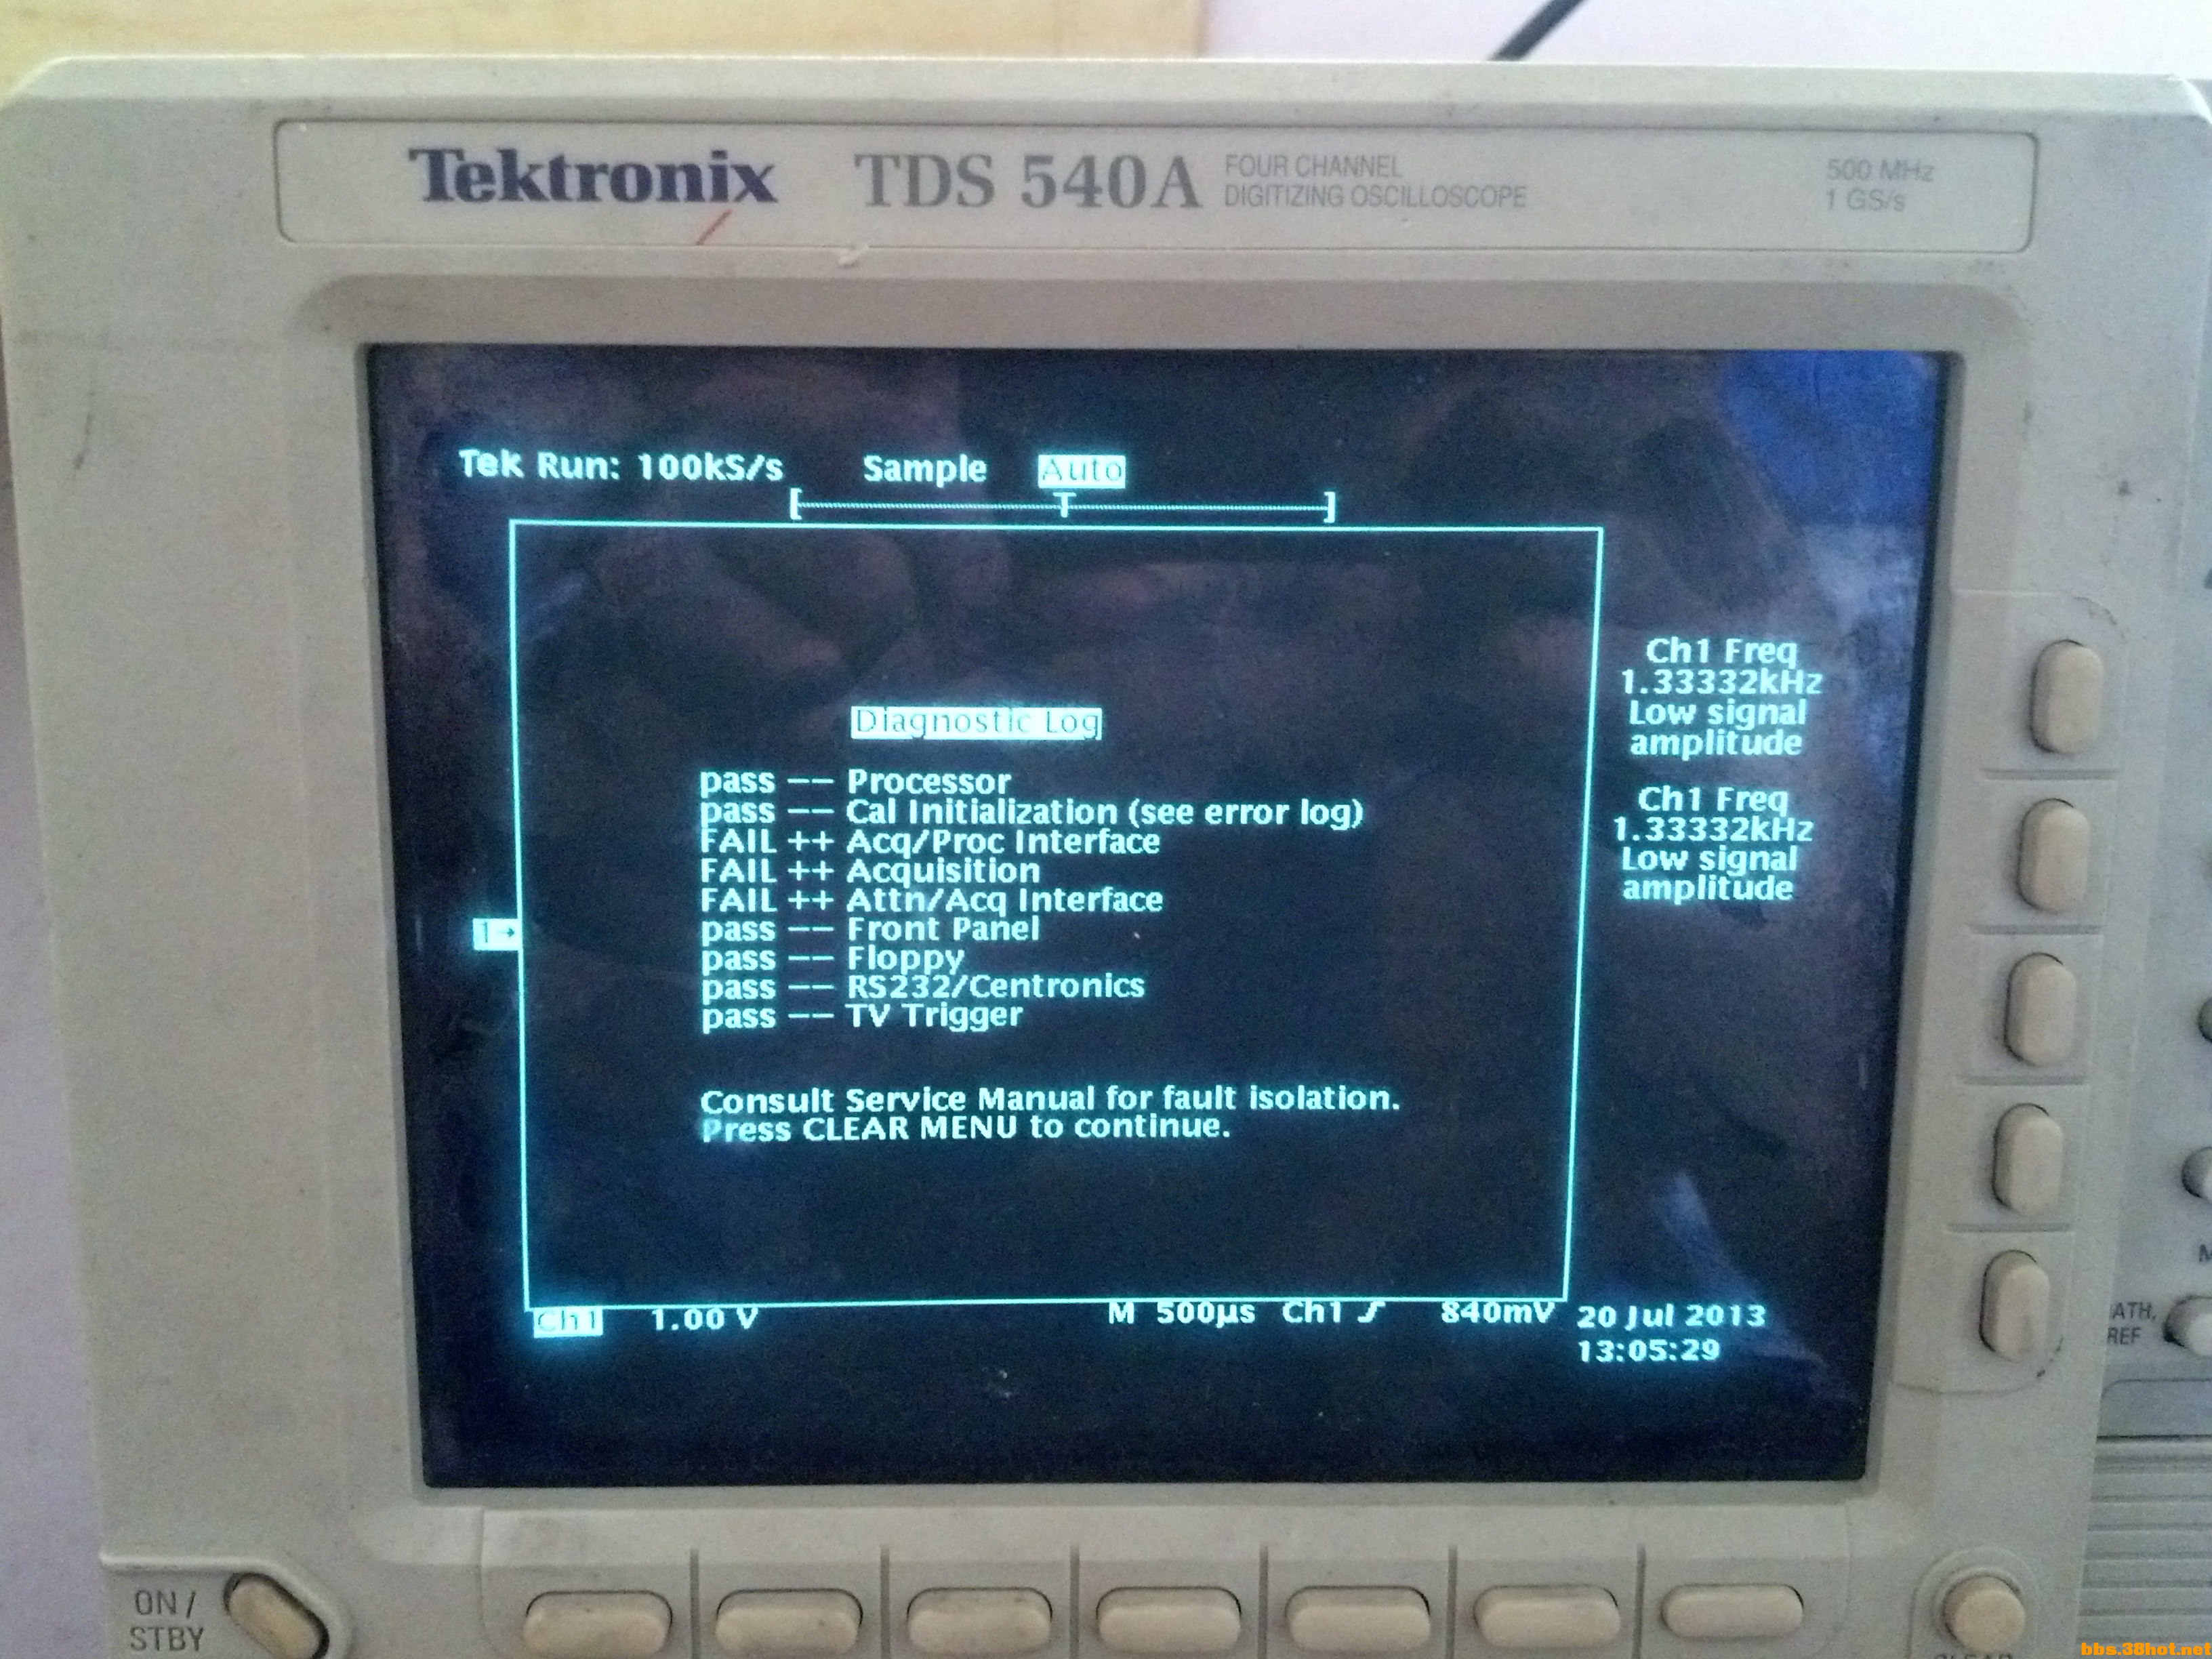 Tektronix TDS 540A FOUR CHANNEL
DIGITIZING OSCILLOSCOPE
500 MHz
1 GS/s
Tek Run: 100kS/s Sample Auto
T
Diagnostic Log
pass -- Processor
pass -- Cal Initialization (see error log)
FAIL ++ Acq/Proc Interface
FAIL ++ Acquisition
FAIL ++ Attn/Acq Interface
pass -- Front Panel
pass -- Floppy
pass -- RS232/Centronics
pass -- TV Trigger
Consult Service Manual for fault isolation.
Press CLEAR MENU to continue.
1→
Ch1 Freq
1.33332kHz
Low signal
amplitude
Ch1 Freq
1.33332kHz
Low signal
amplitude
Ch1 1.00 V M 500µs Ch1 ƒ 840mV
20 Jul 2013
13:05:29
ATH,
REF
M
ON /
STBY
bbs.38hot.net